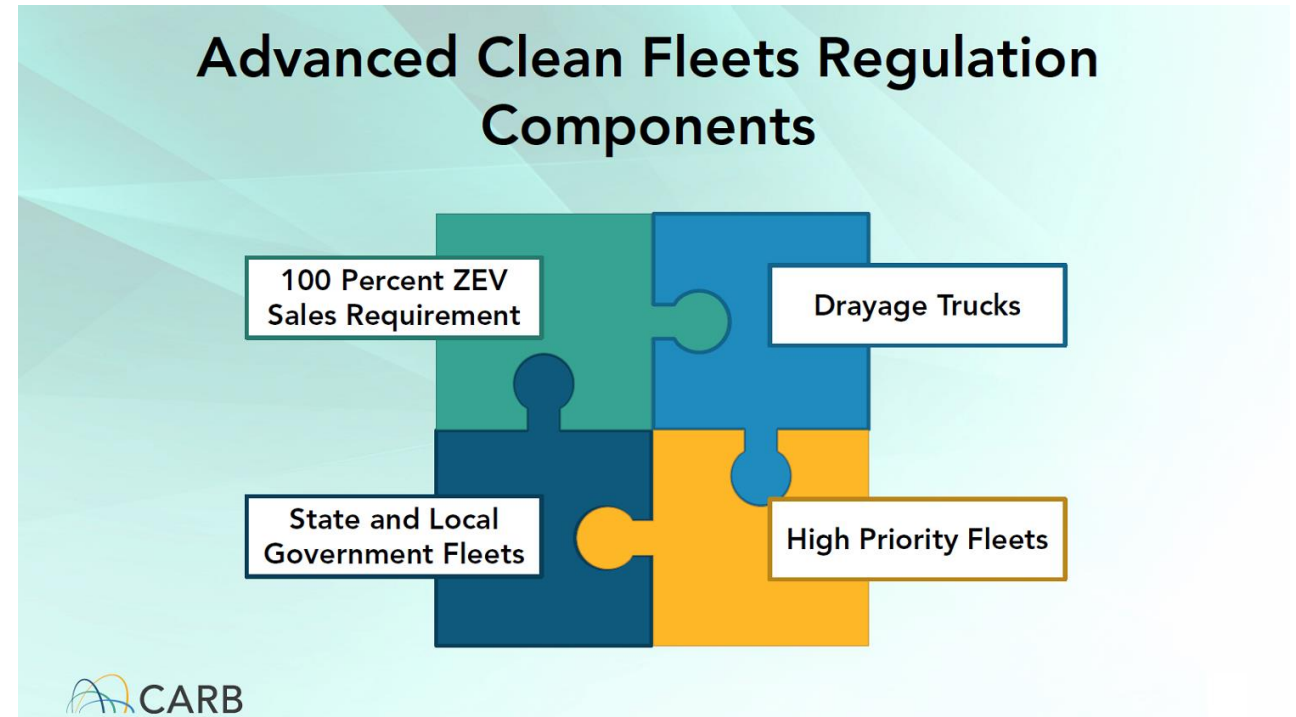 Advanced Clean Fleets Regulation
Components
100 Percent ZEV
Sales Requirement
Drayage Trucks
State and Local
Government Fleets
High Priority Fleets
CARB